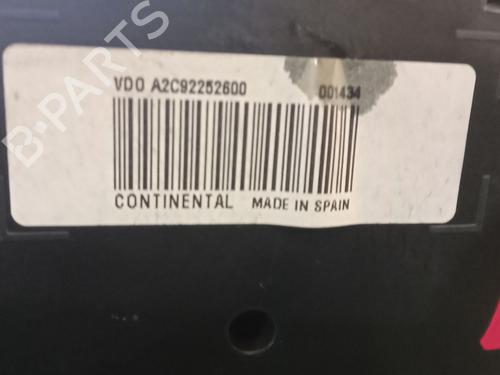 VDO A2C92252600 001434
CONTINENTAL MADE IN SPAIN
B-PARTS